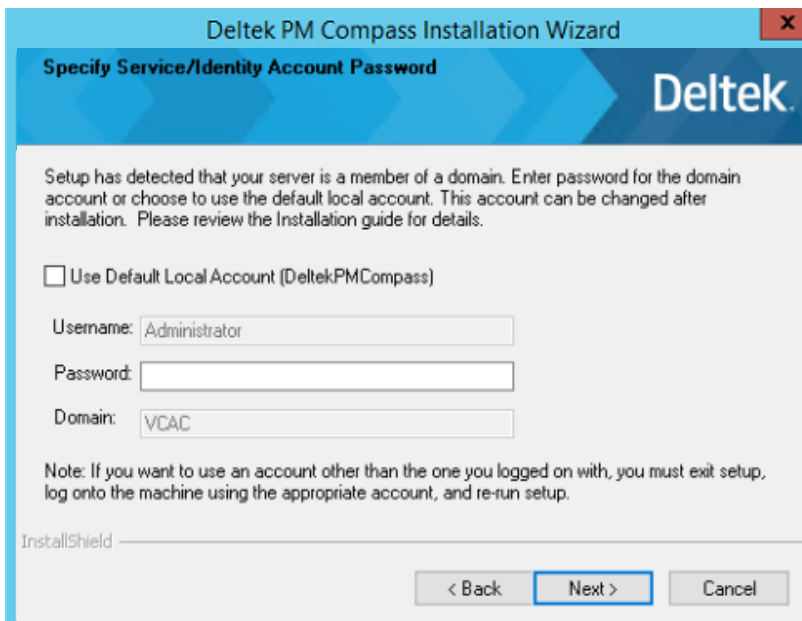 Deltek PM Compass Installation Wizard
x
Specify Service/Identity Account Password
Deltek.
Setup has detected that your server is a member of a domain. Enter password for the domain
account or choose to use the default local account. This account can be changed after
installation. Please review the Installation guide for details.
Use Default Local Account (DeltekPMCompass)
Username: Administrator
Password:
Domain: VCAC
Note: If you want to use an account other than the one you logged on with, you must exit setup,
log onto the machine using the appropriate account, and re-run setup.
InstallShield
< Back Next > Cancel